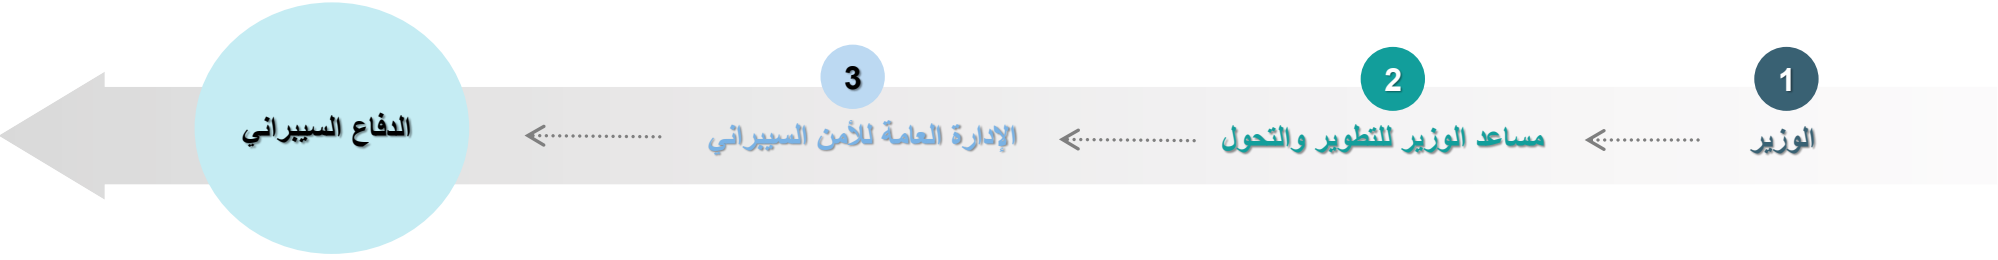 1
الوزير
2
مساعد الوزير للتطوير والتحول
3
الإدارة العامة للأمن السيبراني
الدفاع السيبراني